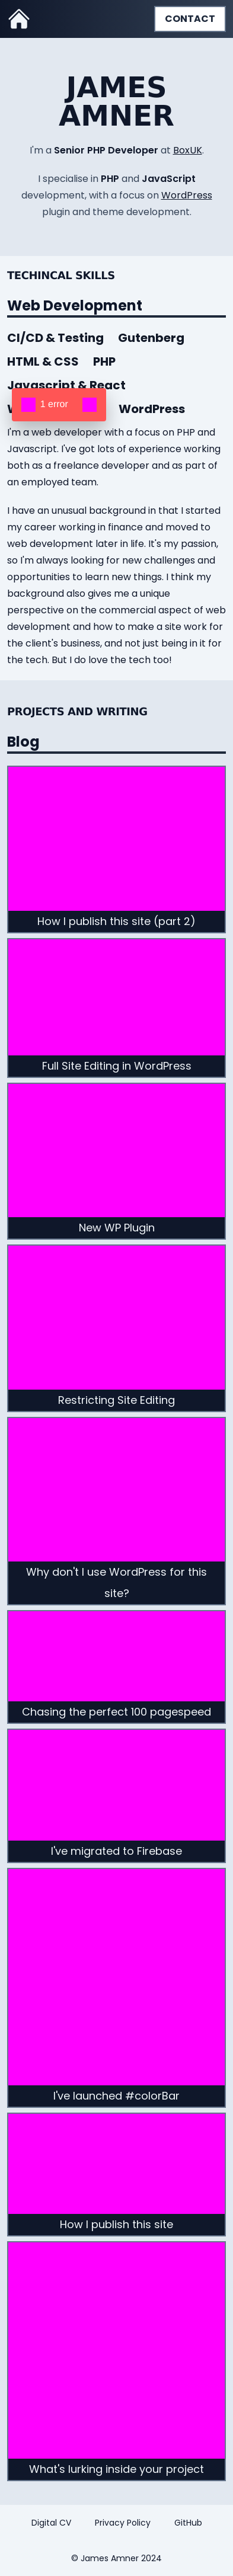 CONTACT
JAMES
AMNER
I'm a Senior PHP Developer at BoxUK.
I specialise in PHP and JavaScript
development, with a focus on WordPress
plugin and theme development.
TECHINCAL SKILLS
Web Development
CI/CD & Testing Gutenberg
HTML & CSS PHP
Javascript & React
WordPress
1 error
I'm a web developer with a focus on PHP and
Javascript. I've got lots of experience working
both as a freelance developer and as part of
an employed team.
I have an unusual background in that I started
my career working in finance and moved to
web development later in life. It's my passion,
so I'm always looking for new challenges and
opportunities to learn new things. I think my
background also gives me a unique
perspective on the commercial aspect of web
development and how to make a site work for
the client's business, and not just being in it for
the tech. But I do love the tech too!
PROJECTS AND WRITING
Blog
How I publish this site (part 2)
Full Site Editing in WordPress
New WP Plugin
Restricting Site Editing
Why don't I use WordPress for this
site?
Chasing the perfect 100 pagespeed
I've migrated to Firebase
I've launched #colorBar
How I publish this site
What's lurking inside your project
Digital CV Privacy Policy GitHub
© James Amner 2024